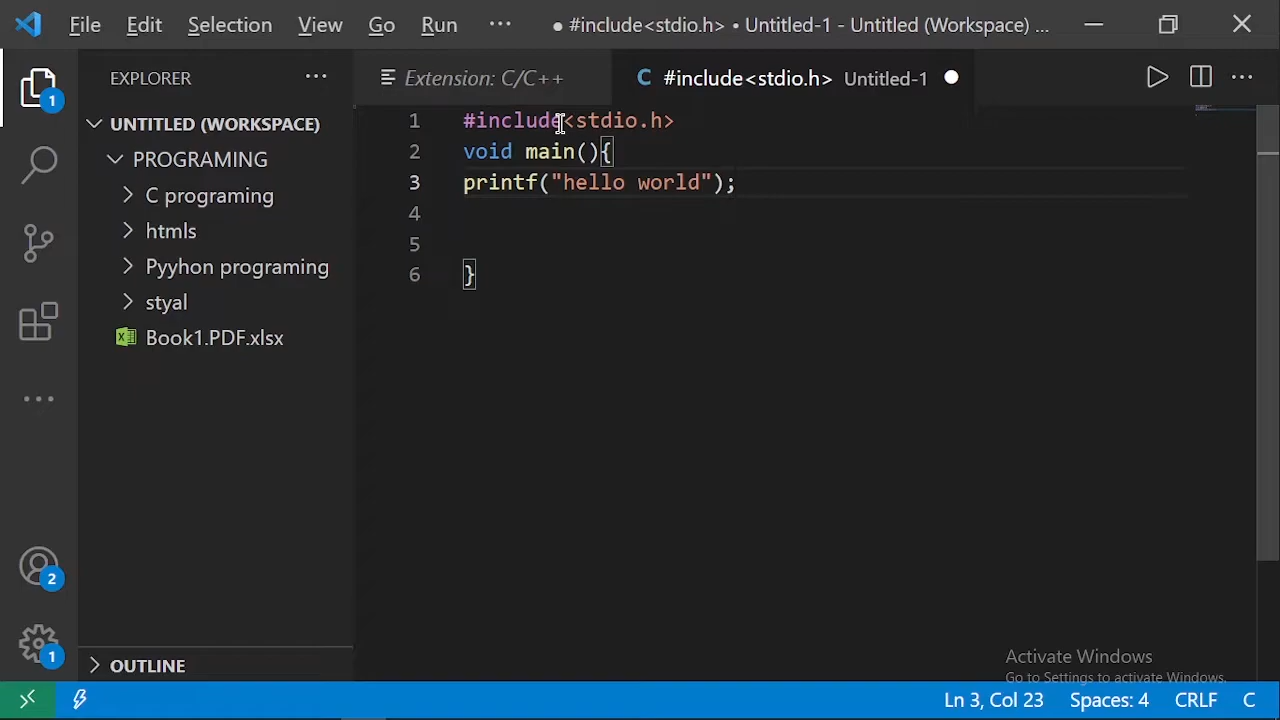 File Edit Selection View Go Run ··· ● #include<stdio.h> • Untitled-1 - Untitled (Workspace) ...
EXPLORER ···
Extension: C/C++
C #include<stdio.h> Untitled-1
1
UNTITLED (WORKSPACE)
PROGRAMING
C programing
htmls
Pyyhon programing
styal
Book1.PDF.xlsx
1 #include<stdio.h>
2 void main(){
3 printf("hello world");
4
5
6 }
2
1
OUTLINE
Activate Windows
Go to Settings to activate Windows.
Ln 3, Col 23 Spaces: 4 CRLF C